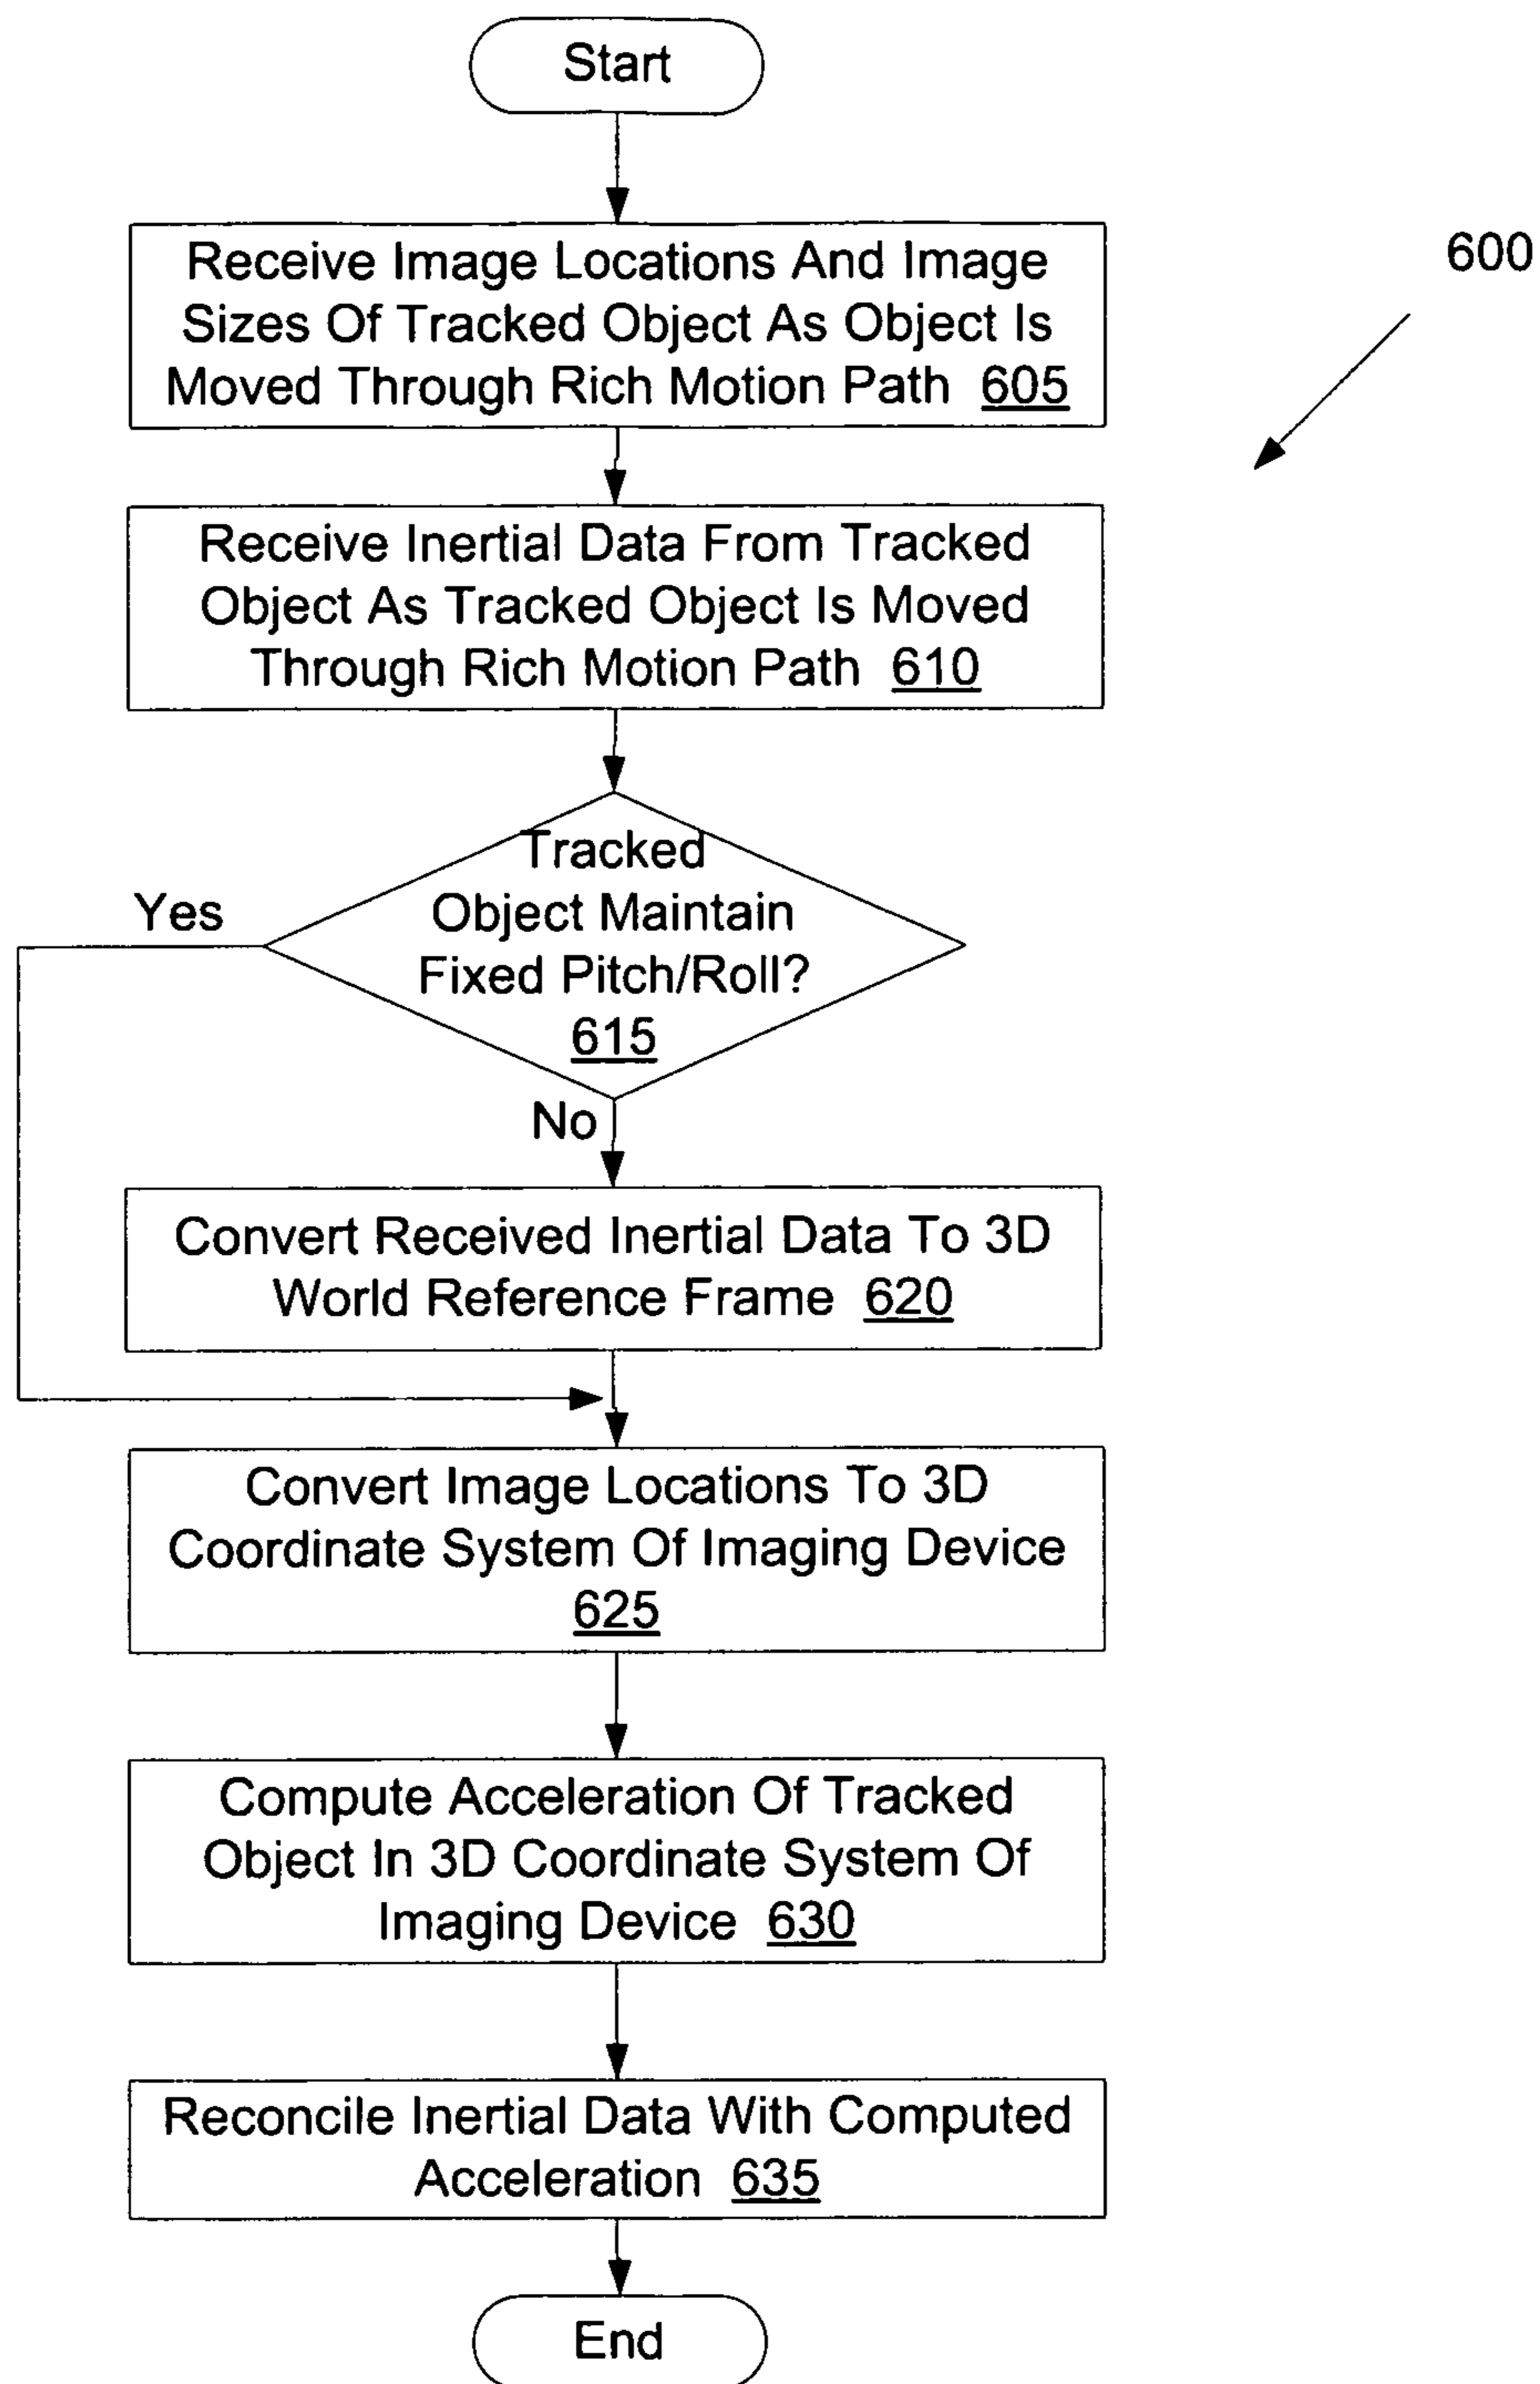 Start
600
Receive Image Locations And Image
Sizes Of Tracked Object As Object Is
Moved Through Rich Motion Path 605
Receive Inertial Data From Tracked
Object As Tracked Object Is Moved
Through Rich Motion Path 610
Tracked
Object Maintain
Fixed Pitch/Roll?
615
Yes
No
Convert Received Inertial Data To 3D
World Reference Frame 620
Convert Image Locations To 3D
Coordinate System Of Imaging Device
625
Compute Acceleration Of Tracked
Object In 3D Coordinate System Of
Imaging Device 630
Reconcile Inertial Data With Computed
Acceleration 635
End